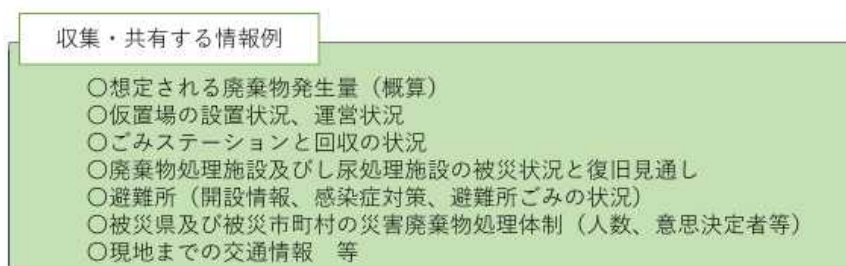 収集・共有する情報例
○想定される廃棄物発生量（概算）
○仮置場の設置状況、運営状況
○ごみステーションと回収の状況
○廃棄物処理施設及びし尿処理施設の被災状況と復旧見通し
○避難所（開設情報、感染症対策、避難所ごみの状況）
○被災県及び被災市町村の災害廃棄物処理体制（人数、意思決定者等）
○現地までの交通情報　等